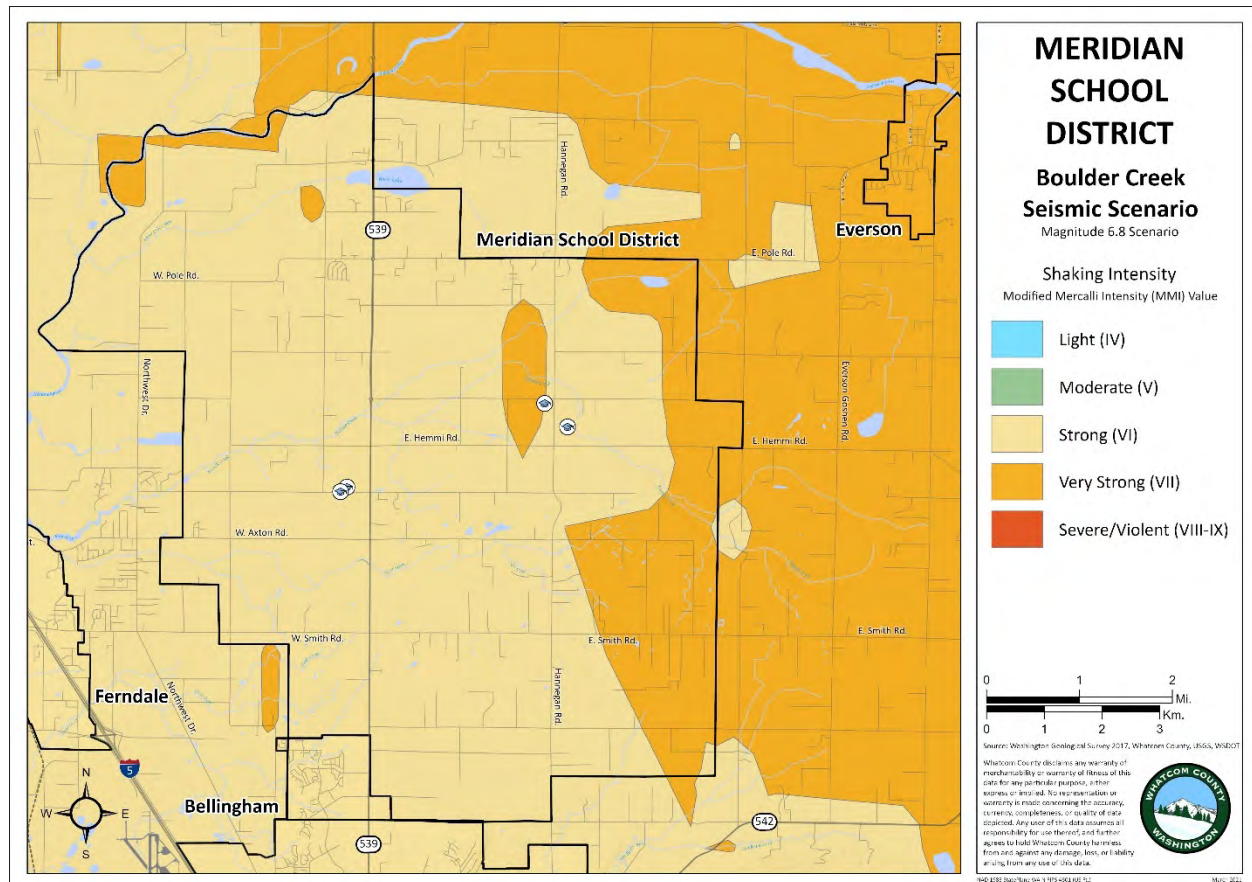 Hannegan Rd.
539
Meridian School District
Everson
E. Pole Rd.
W. Pole Rd.
Northwest Dr.
Everson Goshen Rd.
E. Hemmi Rd.
E. Hemmi Rd.
W. Axton Rd.
t.
W. Smith Rd.
E. Smith Rd.
E. Smith Rd.
Ferndale
Northwest Dr.
Hannegan Rd.
5
N
W
E
S
Bellingham
539
542
MERIDIAN
SCHOOL
DISTRICT
Boulder Creek
Seismic Scenario
Magnitude 6.8 Scenario
Shaking Intensity
Modified Mercalli Intensity (MMI) Value
Light (IV)
Moderate (V)
Strong (VI)
Very Strong (VII)
Severe/Violent (VIII-IX)
0 1 2
Mi.
Km.
0 1 2 3
Source: Washington Geological Survey 2017, Whatcom County, USGS, WSDOT
Whatcom County disclaims any warranty of
merchantability or warranty of fitness of this
data for any particular purpose, either
express or implied. No representation or
warranty is made concerning the accuracy,
currency, completeness, or quality of data
depicted. Any user of this data assumes all
responsibility for use thereof, and further
agrees to hold Whatcom County harmless
from and against any damage, loss, or liability
arising from any use of this data.
WHATCOM COUNTY
WASHINGTON
March 2021